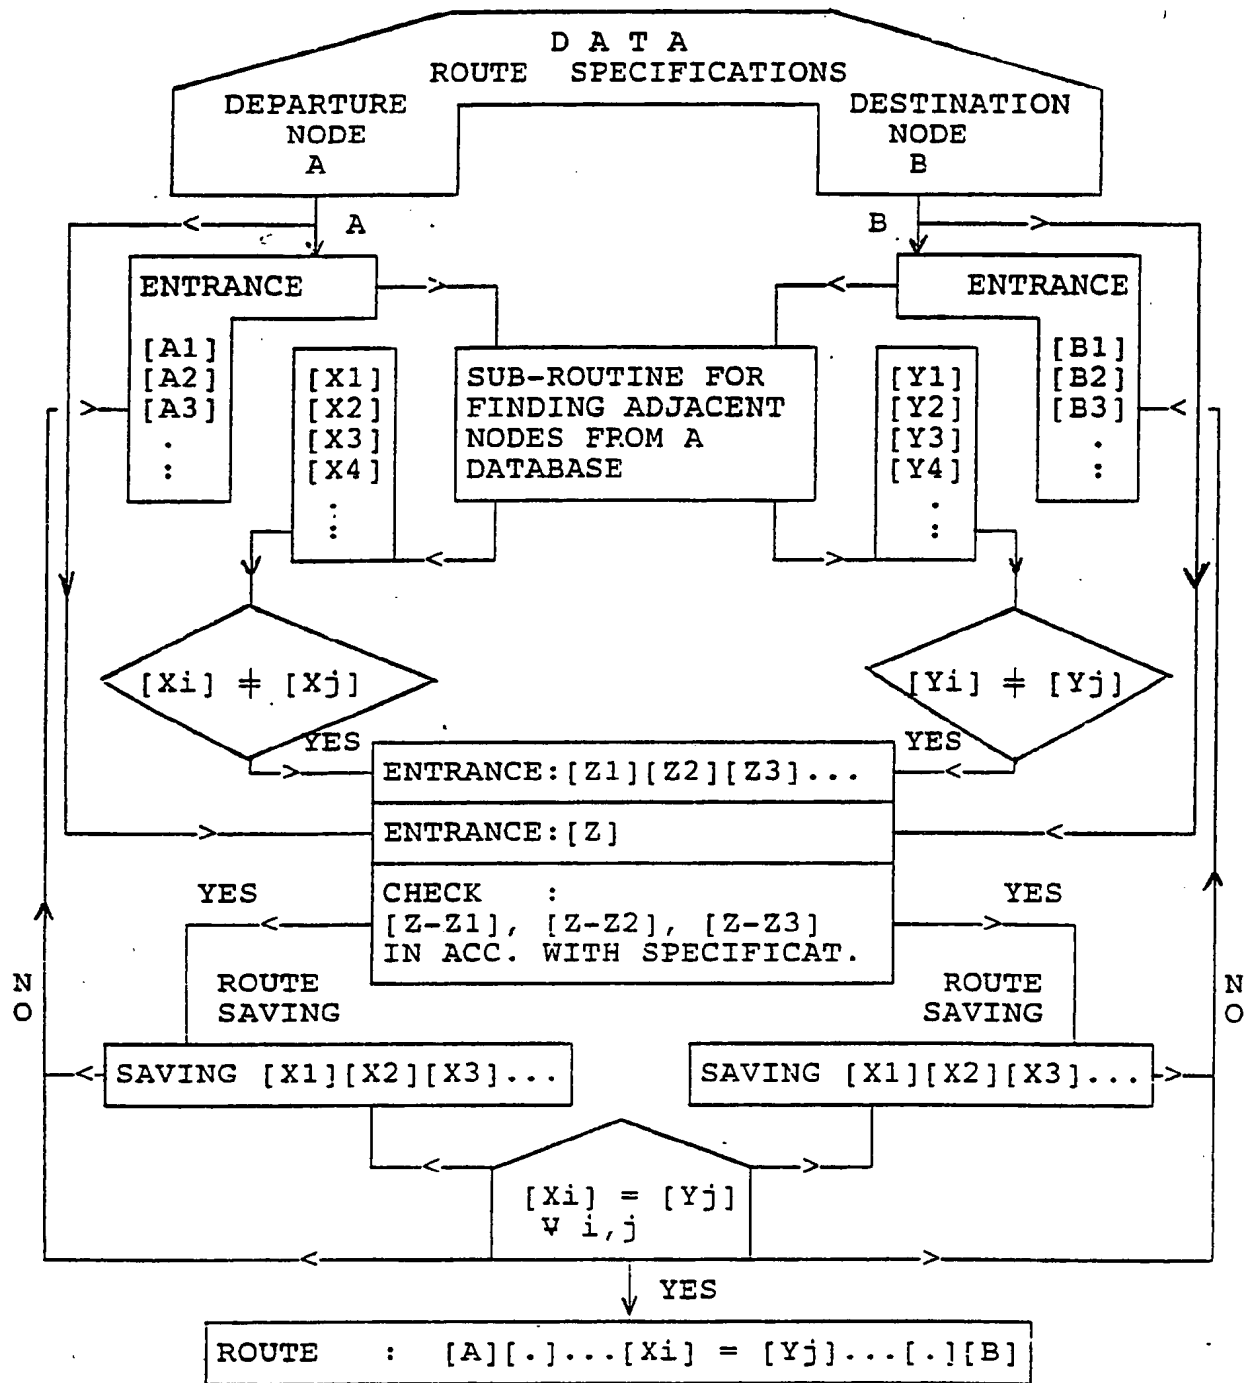 D A T A
ROUTE SPECIFICATIONS
DEPARTURE
NODE
A
DESTINATION
NODE
B
A
B
ENTRANCE
[A1]
[A2]
[A3]
.
:
[X1]
[X2]
[X3]
[X4]
.
:
SUB-ROUTINE FOR
FINDING ADJACENT
NODES FROM A
DATABASE
[Y1]
[Y2]
[Y3]
[Y4]
.
:
ENTRANCE
[B1]
[B2]
[B3]
.
:
[Xi] ≠ [Xj]
[Yi] ≠ [Yj]
YES
YES
ENTRANCE:[Z1][Z2][Z3]...
ENTRANCE:[Z]
CHECK :
[Z-Z1], [Z-Z2], [Z-Z3]
IN ACC. WITH SPECIFICAT.
YES
YES
ROUTE
SAVING
ROUTE
SAVING
NO
NO
SAVING [X1][X2][X3]...
SAVING [X1][X2][X3]...
[Xi] = [Yj]
∀ i,j
YES
ROUTE : [A][.]...[Xi] = [Yj]...[.][B]